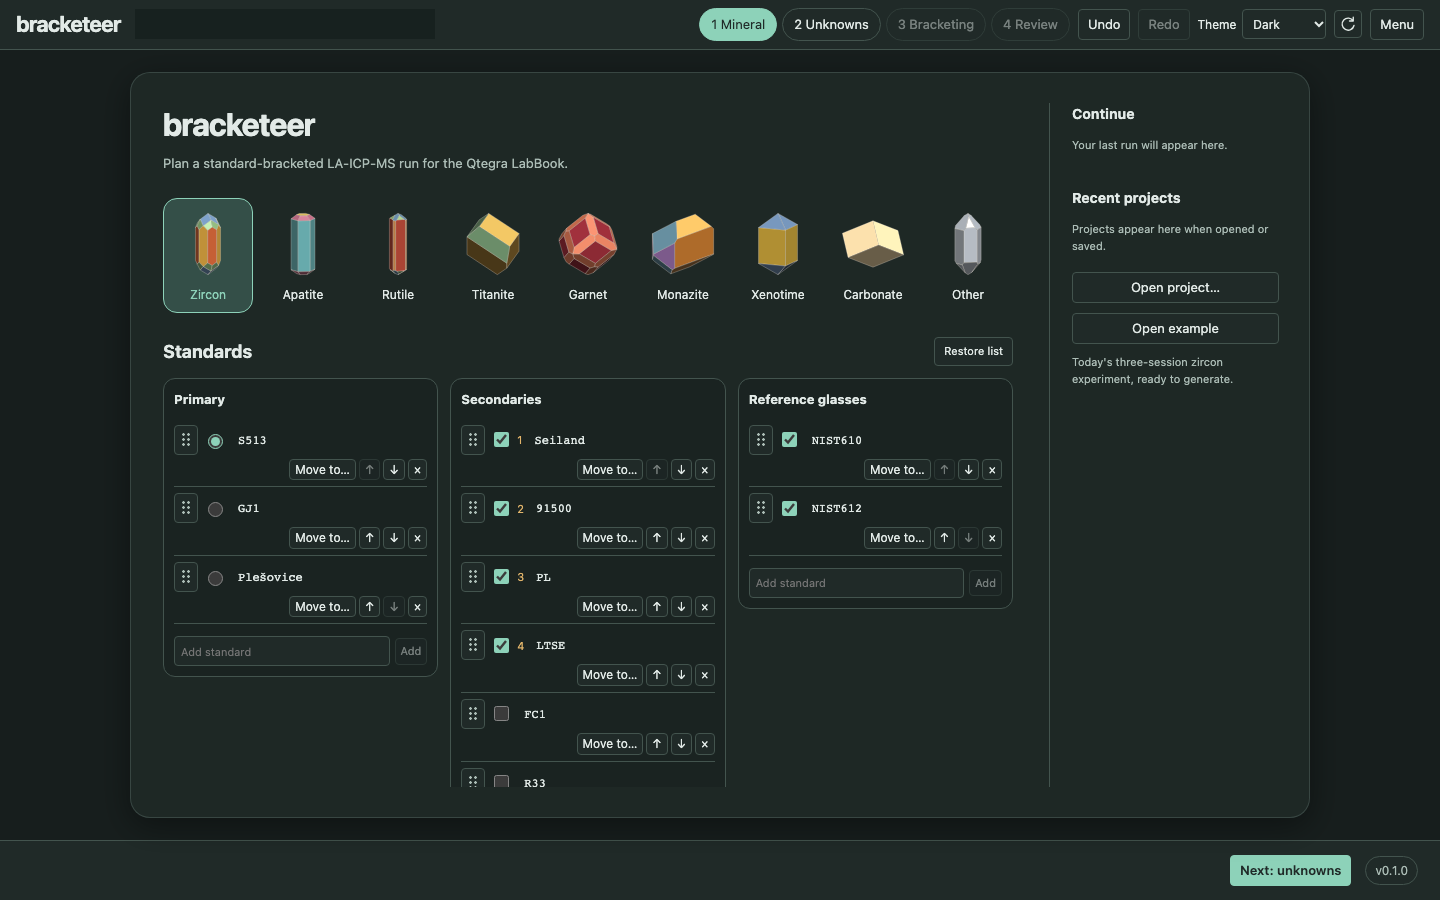 bracketeer
1 Mineral
2 Unknowns
3 Bracketing
4 Review
Undo
Redo
Theme
Dark
Menu
bracketeer
Plan a standard-bracketed LA-ICP-MS run for the Qtegra LabBook.
Zircon
Apatite
Rutile
Titanite
Garnet
Monazite
Xenotime
Carbonate
Other
Standards
Restore list
Primary
S513
Move to... ↑ ↓ ×
GJ1
Move to... ↑ ↓ ×
Plešovice
Move to... ↑ ↓ ×
Add standard
Add
Secondaries
1 Seiland
Move to... ↑ ↓ ×
2 91500
Move to... ↑ ↓ ×
3 PL
Move to... ↑ ↓ ×
4 LTSE
Move to... ↑ ↓ ×
FC1
Move to... ↑ ↓ ×
R33
Reference glasses
NIST610
Move to... ↑ ↓ ×
NIST612
Move to... ↑ ↓ ×
Add standard
Add
Continue
Your last run will appear here.
Recent projects
Projects appear here when opened or
saved.
Open project...
Open example
Today's three-session zircon
experiment, ready to generate.
Next: unknowns
v0.1.0